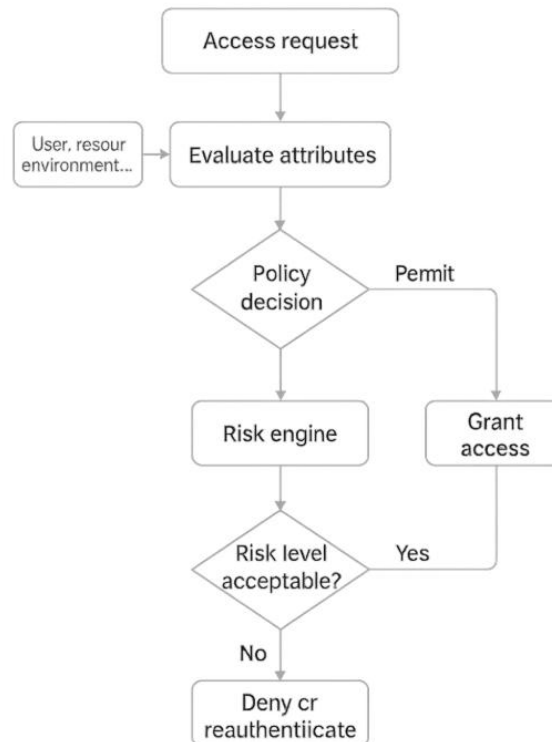 Access request
User, resour
environment...
Evaluate attributes
Policy
decision
Permit
Risk engine
Grant
access
Risk level
acceptable?
Yes
No
Deny cr
reauthentiicate